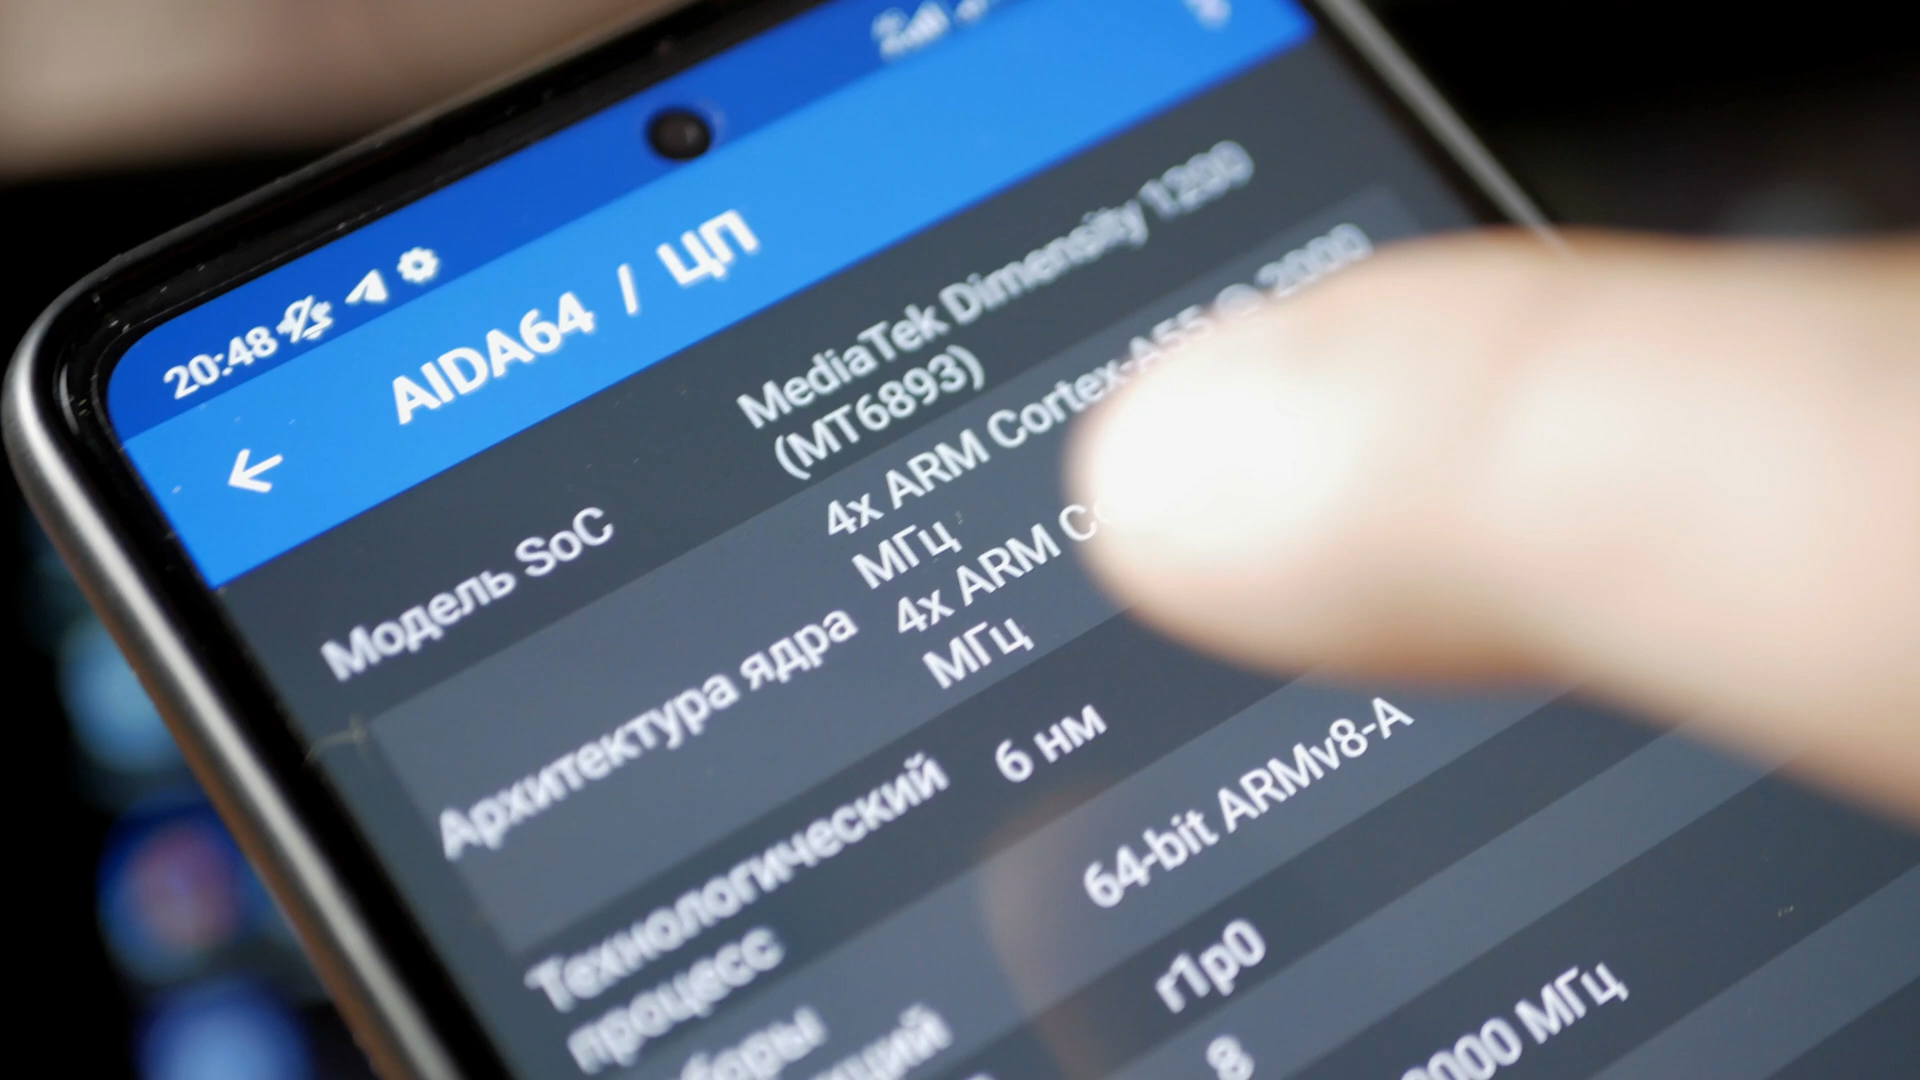 20:48
AIDA64 / ЦП
Модель SoC
MediaTek Dimensity 1200
(MT6893)
Архитектура ядра
4x ARM Cortex-A55 @ 2000
МГц
4x ARM
МГц
Технологический
процесс
6 нм
64-bit ARMv8-A
r1p0
8
МГц